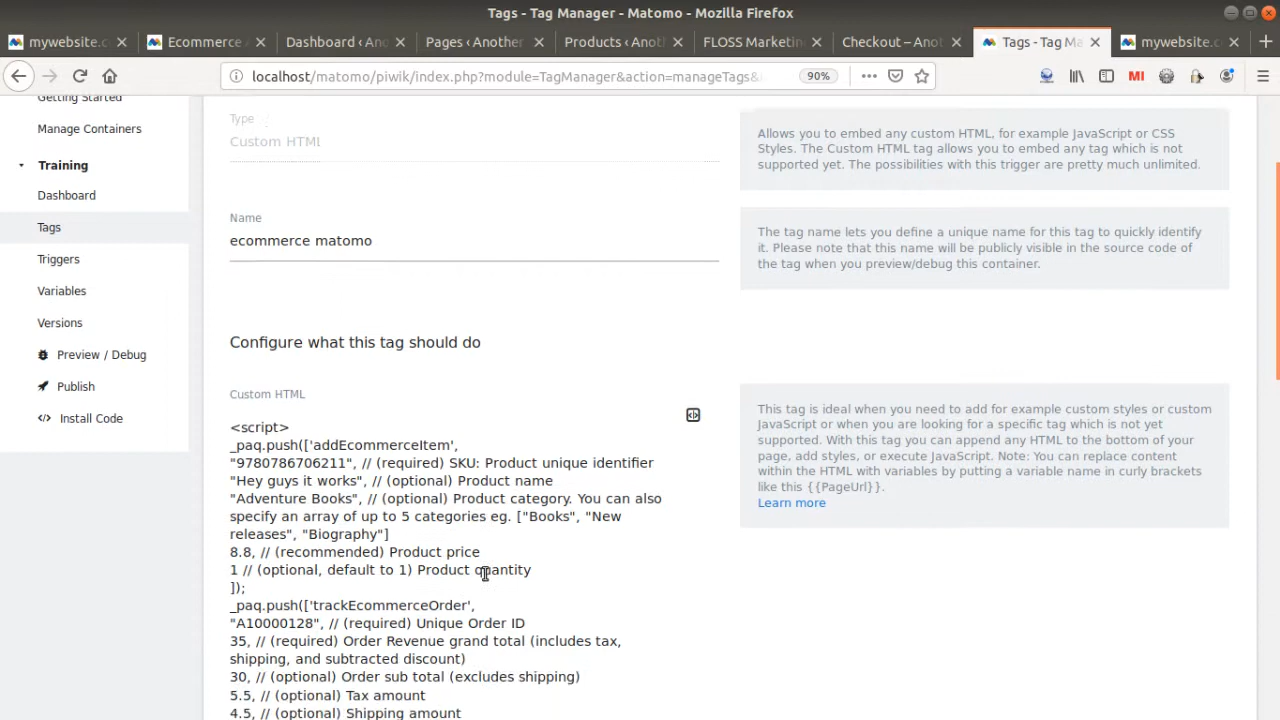 Tags - Tag Manager - Matomo - Mozilla Firefox
mywebsite.c
Ecommerce
Dashboard ‹ Ano
Pages ‹ Another
Products ‹ Anot
FLOSS Marketin
Checkout – Anot
Tags - Tag Ma
mywebsite.co
localhost/matomo/piwik/index.php?module=TagManager&action=manageTags&
90%
MI
Getting Started
Manage Containers
Training
Dashboard
Tags
Triggers
Variables
Versions
Preview / Debug
Publish
Install Code
Type
Custom HTML
Allows you to embed any custom HTML, for example JavaScript or CSS
Styles. The Custom HTML tag allows you to embed any tag which is not
supported yet. The possibilities with this trigger are pretty much unlimited.
Name
ecommerce matomo
The tag name lets you define a unique name for this tag to quickly identify
it. Please note that this name will be publicly visible in the source code of
the tag when you preview/debug this container.
Configure what this tag should do
Custom HTML
<script>
_paq.push(['addEcommerceItem',
"9780786706211", // (required) SKU: Product unique identifier
"Hey guys it works", // (optional) Product name
"Adventure Books", // (optional) Product category. You can also
specify an array of up to 5 categories eg. ["Books", "New
releases", "Biography"]
8.8, // (recommended) Product price
1 // (optional, default to 1) Product quantity
]);
_paq.push(['trackEcommerceOrder',
"A10000128", // (required) Unique Order ID
35, // (required) Order Revenue grand total (includes tax,
shipping, and subtracted discount)
30, // (optional) Order sub total (excludes shipping)
5.5, // (optional) Tax amount
4.5, // (optional) Shipping amount
This tag is ideal when you need to add for example custom styles or custom
JavaScript or when you are looking for a specific tag which is not yet
supported. With this tag you can append any HTML to the bottom of your
page, add styles, or execute JavaScript. Note: You can replace content
within the HTML with variables by putting a variable name in curly brackets
like this {{PageUrl}}.
Learn more